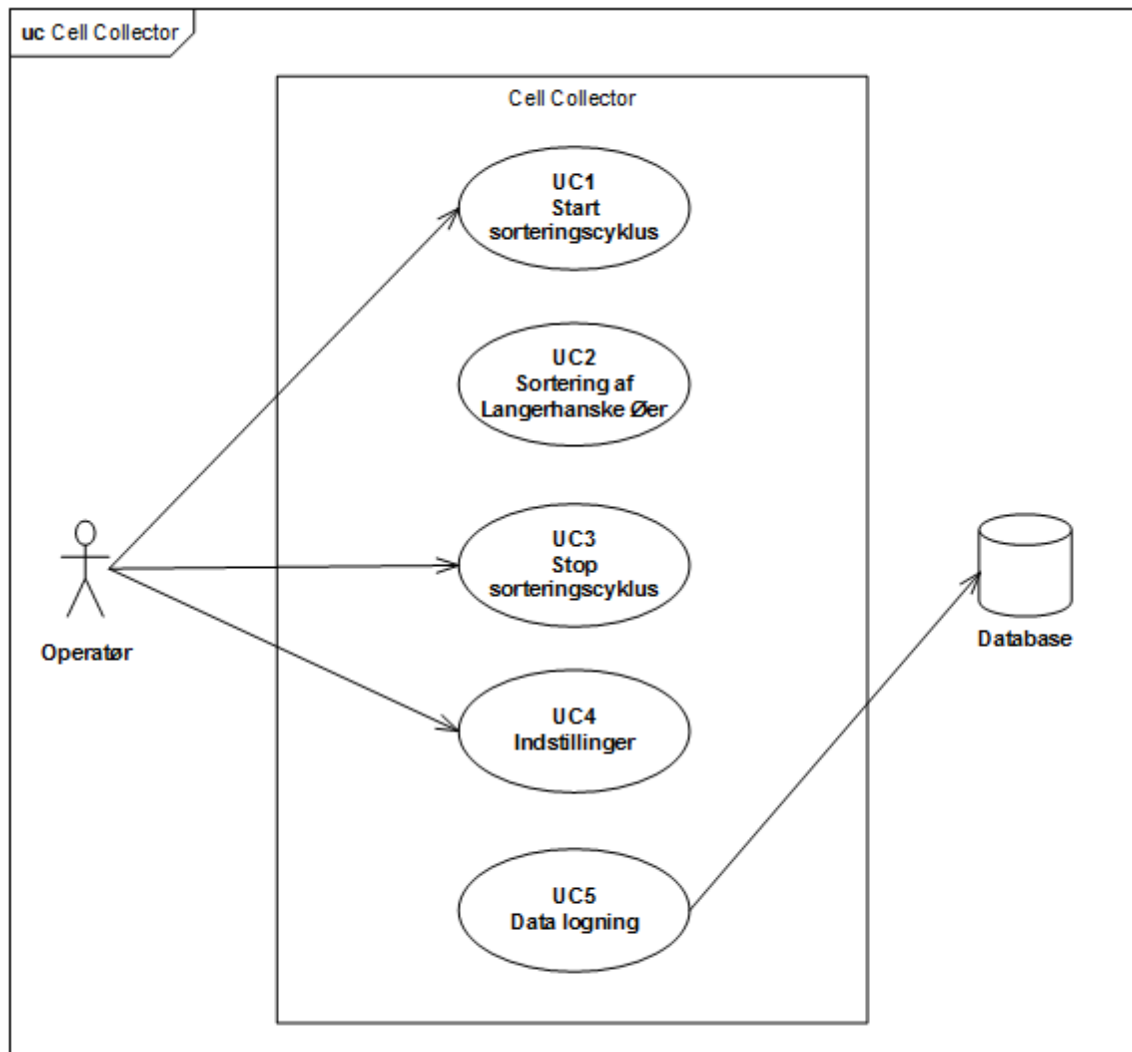 uc Cell Collector
Cell Collector
UC1
Start
sorteringscyklus
UC2
Sortering af
Langerhanske Øer
UC3
Stop
sorteringscyklus
Operatør
Database
UC4
Indstillinger
UC5
Data logning